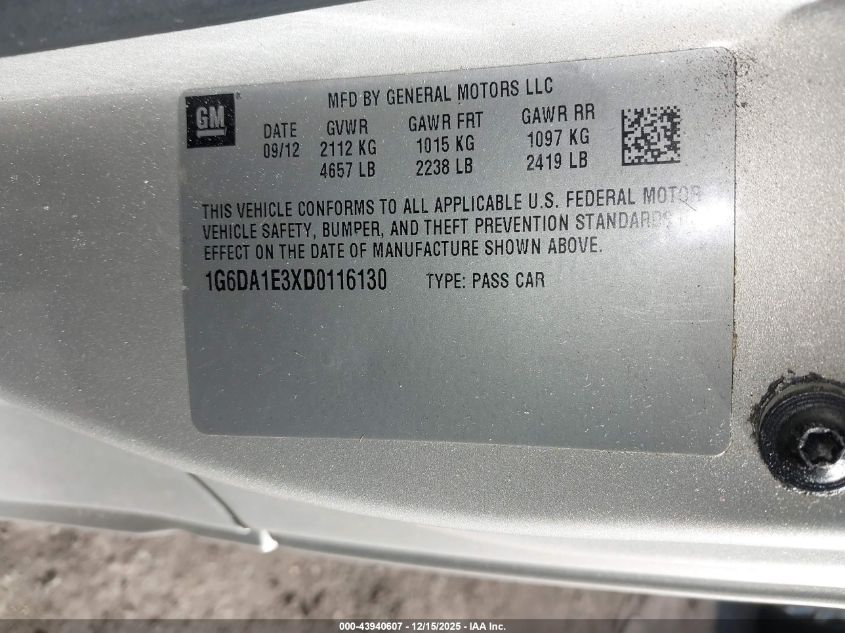 MFD BY GENERAL MOTORS LLC
GM®
DATE GVWR GAWR FRT GAWR RR
09/12 2112 KG 1015 KG 1097 KG
4657 LB 2238 LB 2419 LB
THIS VEHICLE CONFORMS TO ALL APPLICABLE U.S. FEDERAL MOTOR
VEHICLE SAFETY, BUMPER, AND THEFT PREVENTION STANDARDS IN
EFFECT ON THE DATE OF MANUFACTURE SHOWN ABOVE.
1G6DA1E3XD0116130 TYPE: PASS CAR
000-43940607 - 12/15/2025 - IAA Inc.